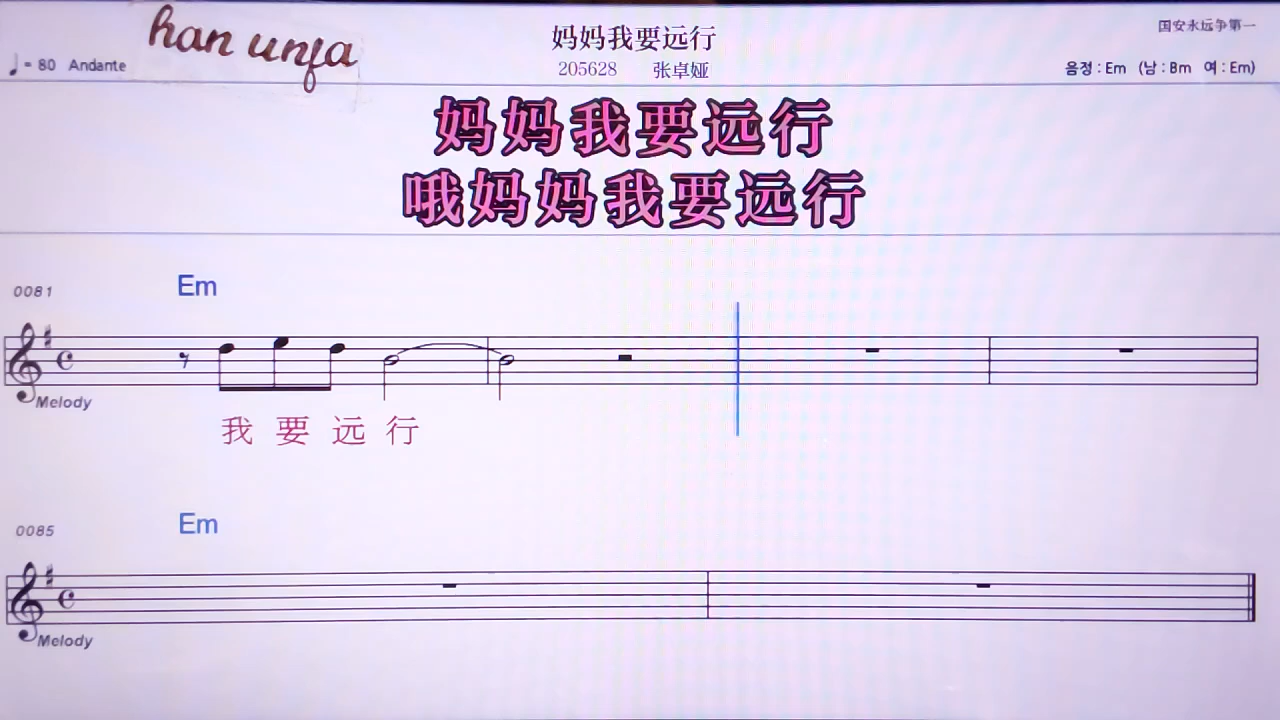 han unfa
妈妈我要远行
国安永远争第一
♩= 80 Andante
205628 张卓娅
음정 : Em (남 : Bm 여 : Em)
妈妈我要远行
哦妈妈我要远行
0081 Em
Melody
我 要 远 行
0085 Em
Melody